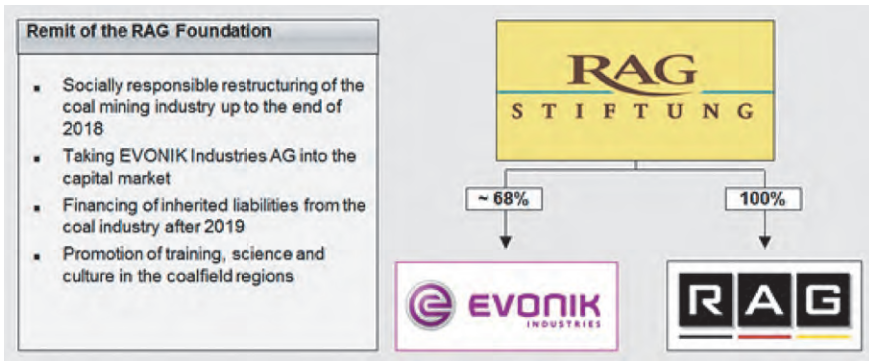 Remit of the RAG Foundation
▪ Socially responsible restructuring of the
coal mining industry up to the end of
2018
▪ Taking EVONIK Industries AG into the
capital market
▪ Financing of inherited liabilities from the
coal industry after 2019
▪ Promotion of training, science and
culture in the coalfield regions
RAG
STIFTUNG
~ 68%
100%
EVONIK
INDUSTRIES
RAG